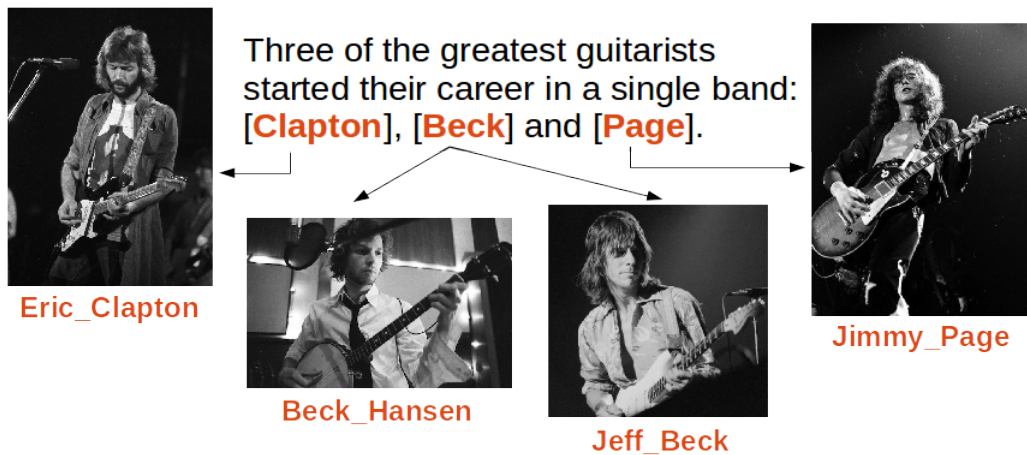 Three of the greatest guitarists
started their career in a single band:
[Clapton], [Beck] and [Page].
Eric_Clapton
Beck_Hansen
Jeff_Beck
Jimmy_Page